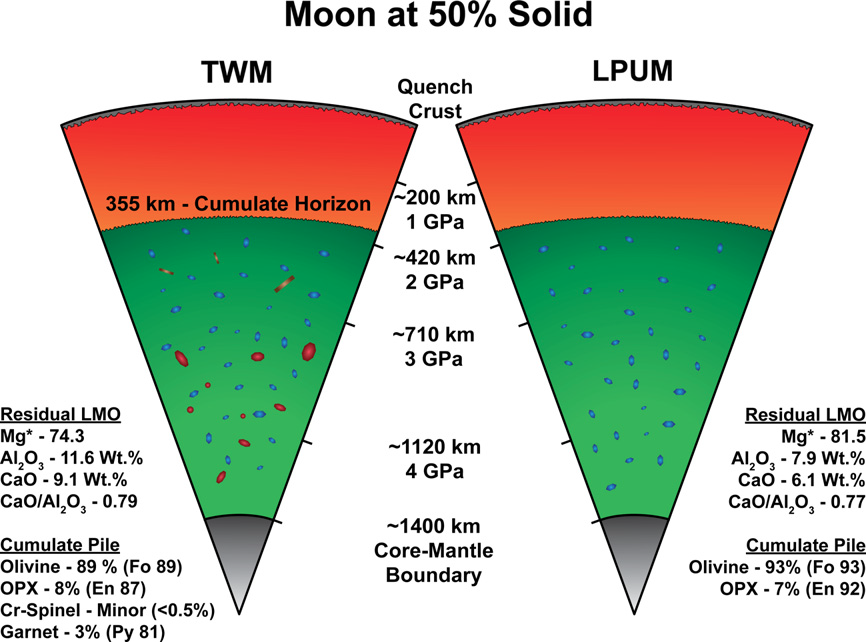 Moon at 50% Solid
TWM
LPUM
Quench
Crust
355 km - Cumulate Horizon
~200 km
1 GPa
~420 km
2 GPa
~710 km
3 GPa
~1120 km
4 GPa
~1400 km
Core-Mantle
Boundary
Residual LMO
Mg* - 74.3
Al₂O₃ - 11.6 Wt.%
CaO - 9.1 Wt.%
CaO/Al₂O₃ - 0.79
Cumulate Pile
Olivine - 89 % (Fo 89)
OPX - 8% (En 87)
Cr-Spinel - Minor (<0.5%)
Garnet - 3% (Py 81)
Residual LMO
Mg* - 81.5
Al₂O₃ - 7.9 Wt.%
CaO - 6.1 Wt.%
CaO/Al₂O₃ - 0.77
Cumulate Pile
Olivine - 93% (Fo 93)
OPX - 7% (En 92)